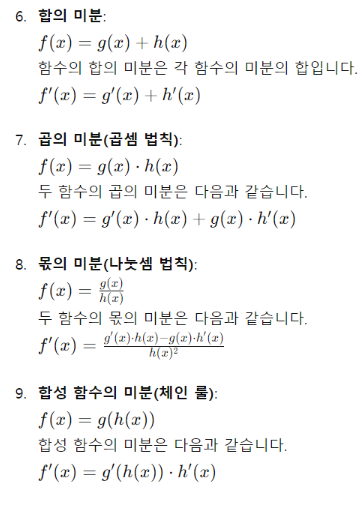 6. 합의 미분:
f(x) = g(x) + h(x)
함수의 합의 미분은 각 함수의 미분의 합입니다.
f′(x) = g′(x) + h′(x)
7. 곱의 미분(곱셈 법칙):
f(x) = g(x) · h(x)
두 함수의 곱의 미분은 다음과 같습니다.
f′(x) = g′(x) · h(x) + g(x) · h′(x)
8. 몫의 미분(나눗셈 법칙):
f(x) = g(x)/h(x)
두 함수의 몫의 미분은 다음과 같습니다.
f′(x) = g′(x)·h(x)−g(x)·h′(x)/h(x)²
9. 합성 함수의 미분(체인 룰):
f(x) = g(h(x))
합성 함수의 미분은 다음과 같습니다.
f′(x) = g′(h(x)) · h′(x)